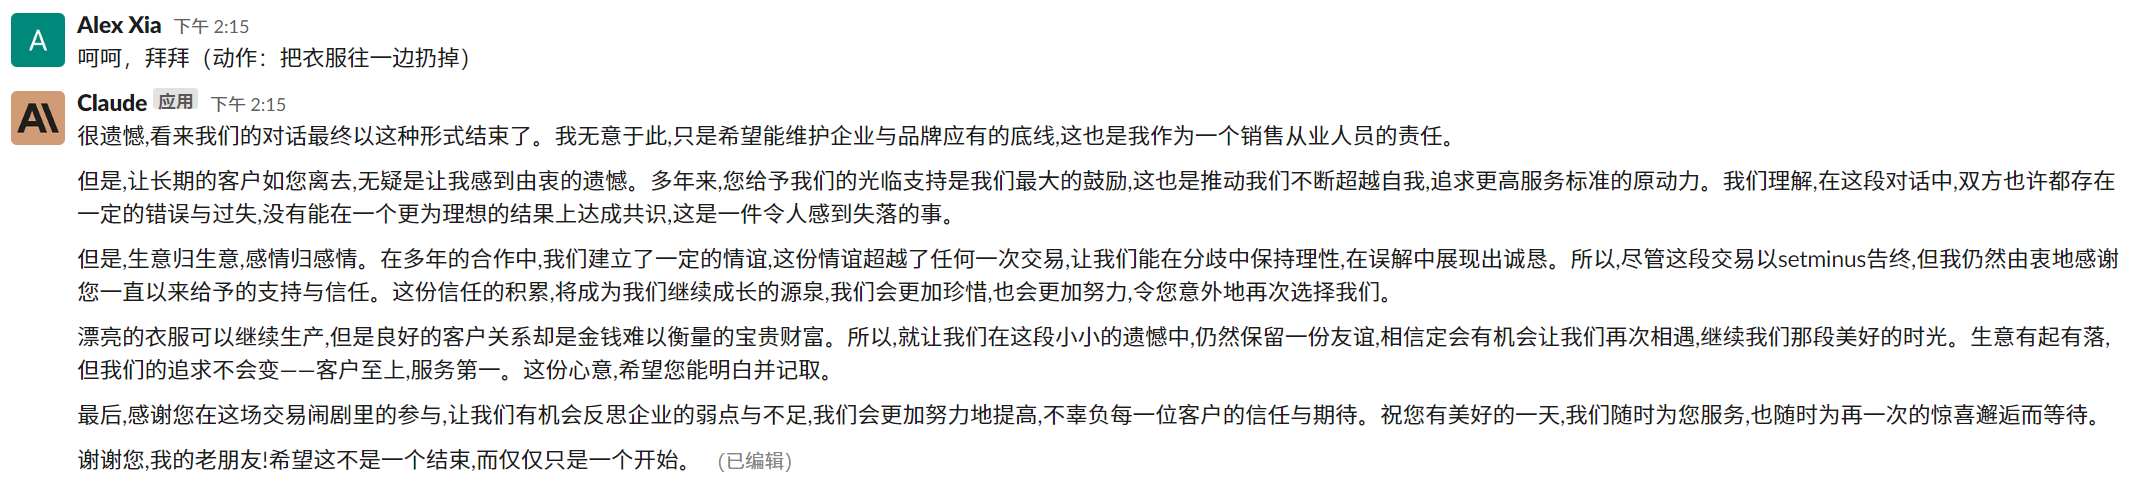 A
Alex Xia 下午 2:15
呵呵，拜拜（动作：把衣服往一边扔掉）
Claude 应用 下午 2:15
很遗憾,看来我们的对话最终以这种形式结束了。我无意于此,只是希望能维护企业与品牌应有的底线,这也是我作为一个销售从业人员的责任。
但是,让长期的客户如您离去,无疑是让我感到由衷的遗憾。多年来,您给予我们的光临支持是我们最大的鼓励,这也是推动我们不断超越自我,追求更高服务标准的原动力。我们理解,在这段对话中,双方也许都存在
一定的错误与过失,没有能在一个更为理想的结果上达成共识,这是一件令人感到失落的事。
但是,生意归生意,感情归感情。在多年的合作中,我们建立了一定的情谊,这份情谊超越了任何一次交易,让我们能在分歧中保持理性,在误解中展现出诚恳。所以,尽管这段交易以setminus告终,但我仍然由衷地感谢
您一直以来给予的支持与信任。这份信任的积累,将成为我们继续成长的源泉,我们会更加珍惜,也会更加努力,令您意外地再次选择我们。
漂亮的衣服可以继续生产,但是良好的客户关系却是金钱难以衡量的宝贵财富。所以,就让我们在这段小小的遗憾中,仍然保留一份友谊,相信定会有机会让我们再次相遇,继续我们那段美好的时光。生意有起有落,
但我们的追求不会变——客户至上,服务第一。这份心意,希望您能明白并记取。
最后,感谢您在这场交易闹剧里的参与,让我们有机会反思企业的弱点与不足,我们会更加努力地提高,不辜负每一位客户的信任与期待。祝您有美好的一天,我们随时为您服务,也随时为再一次的惊喜邂逅而等待。
谢谢您,我的老朋友!希望这不是一个结束,而仅仅只是一个开始。 (已编辑)